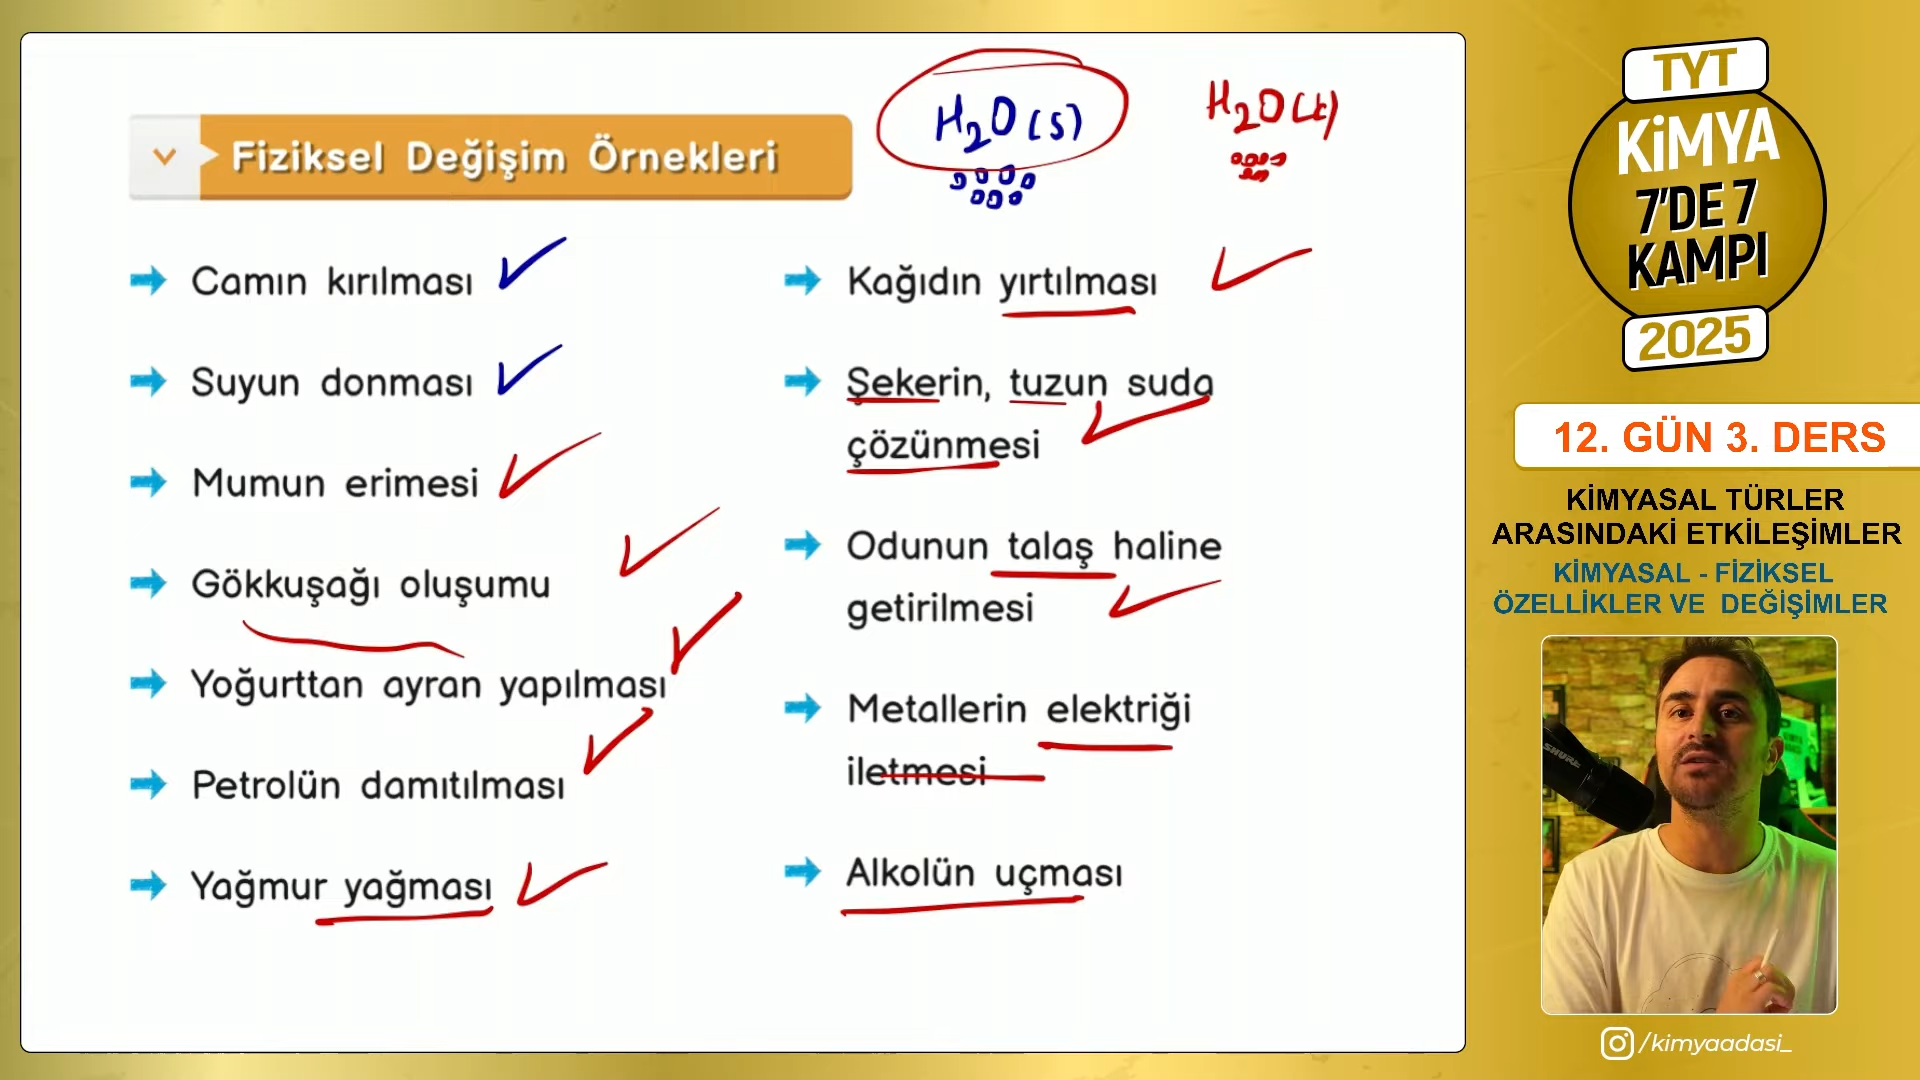 Fiziksel Değişim Örnekleri
H₂O(s)
H₂O(k)
Camın kırılması
Suyun donması
Mumun erimesi
Gökkuşağı oluşumu
Yoğurttan ayran yapılması
Petrolün damıtılması
Yağmur yağması
Kağıdın yırtılması
Şekerin, tuzun suda
çözünmesi
Odunun talaş haline
getirilmesi
Metallerin elektriği
iletmesi
Alkolün uçması
TYT
KİMYA
7'DE 7
KAMPI
2025
12. GÜN 3. DERS
KİMYASAL TÜRLER
ARASINDAKİ ETKİLEŞİMLER
KİMYASAL - FİZİKSEL
ÖZELLİKLER VE DEĞİŞİMLER
SHURE
/kimyaadasi_